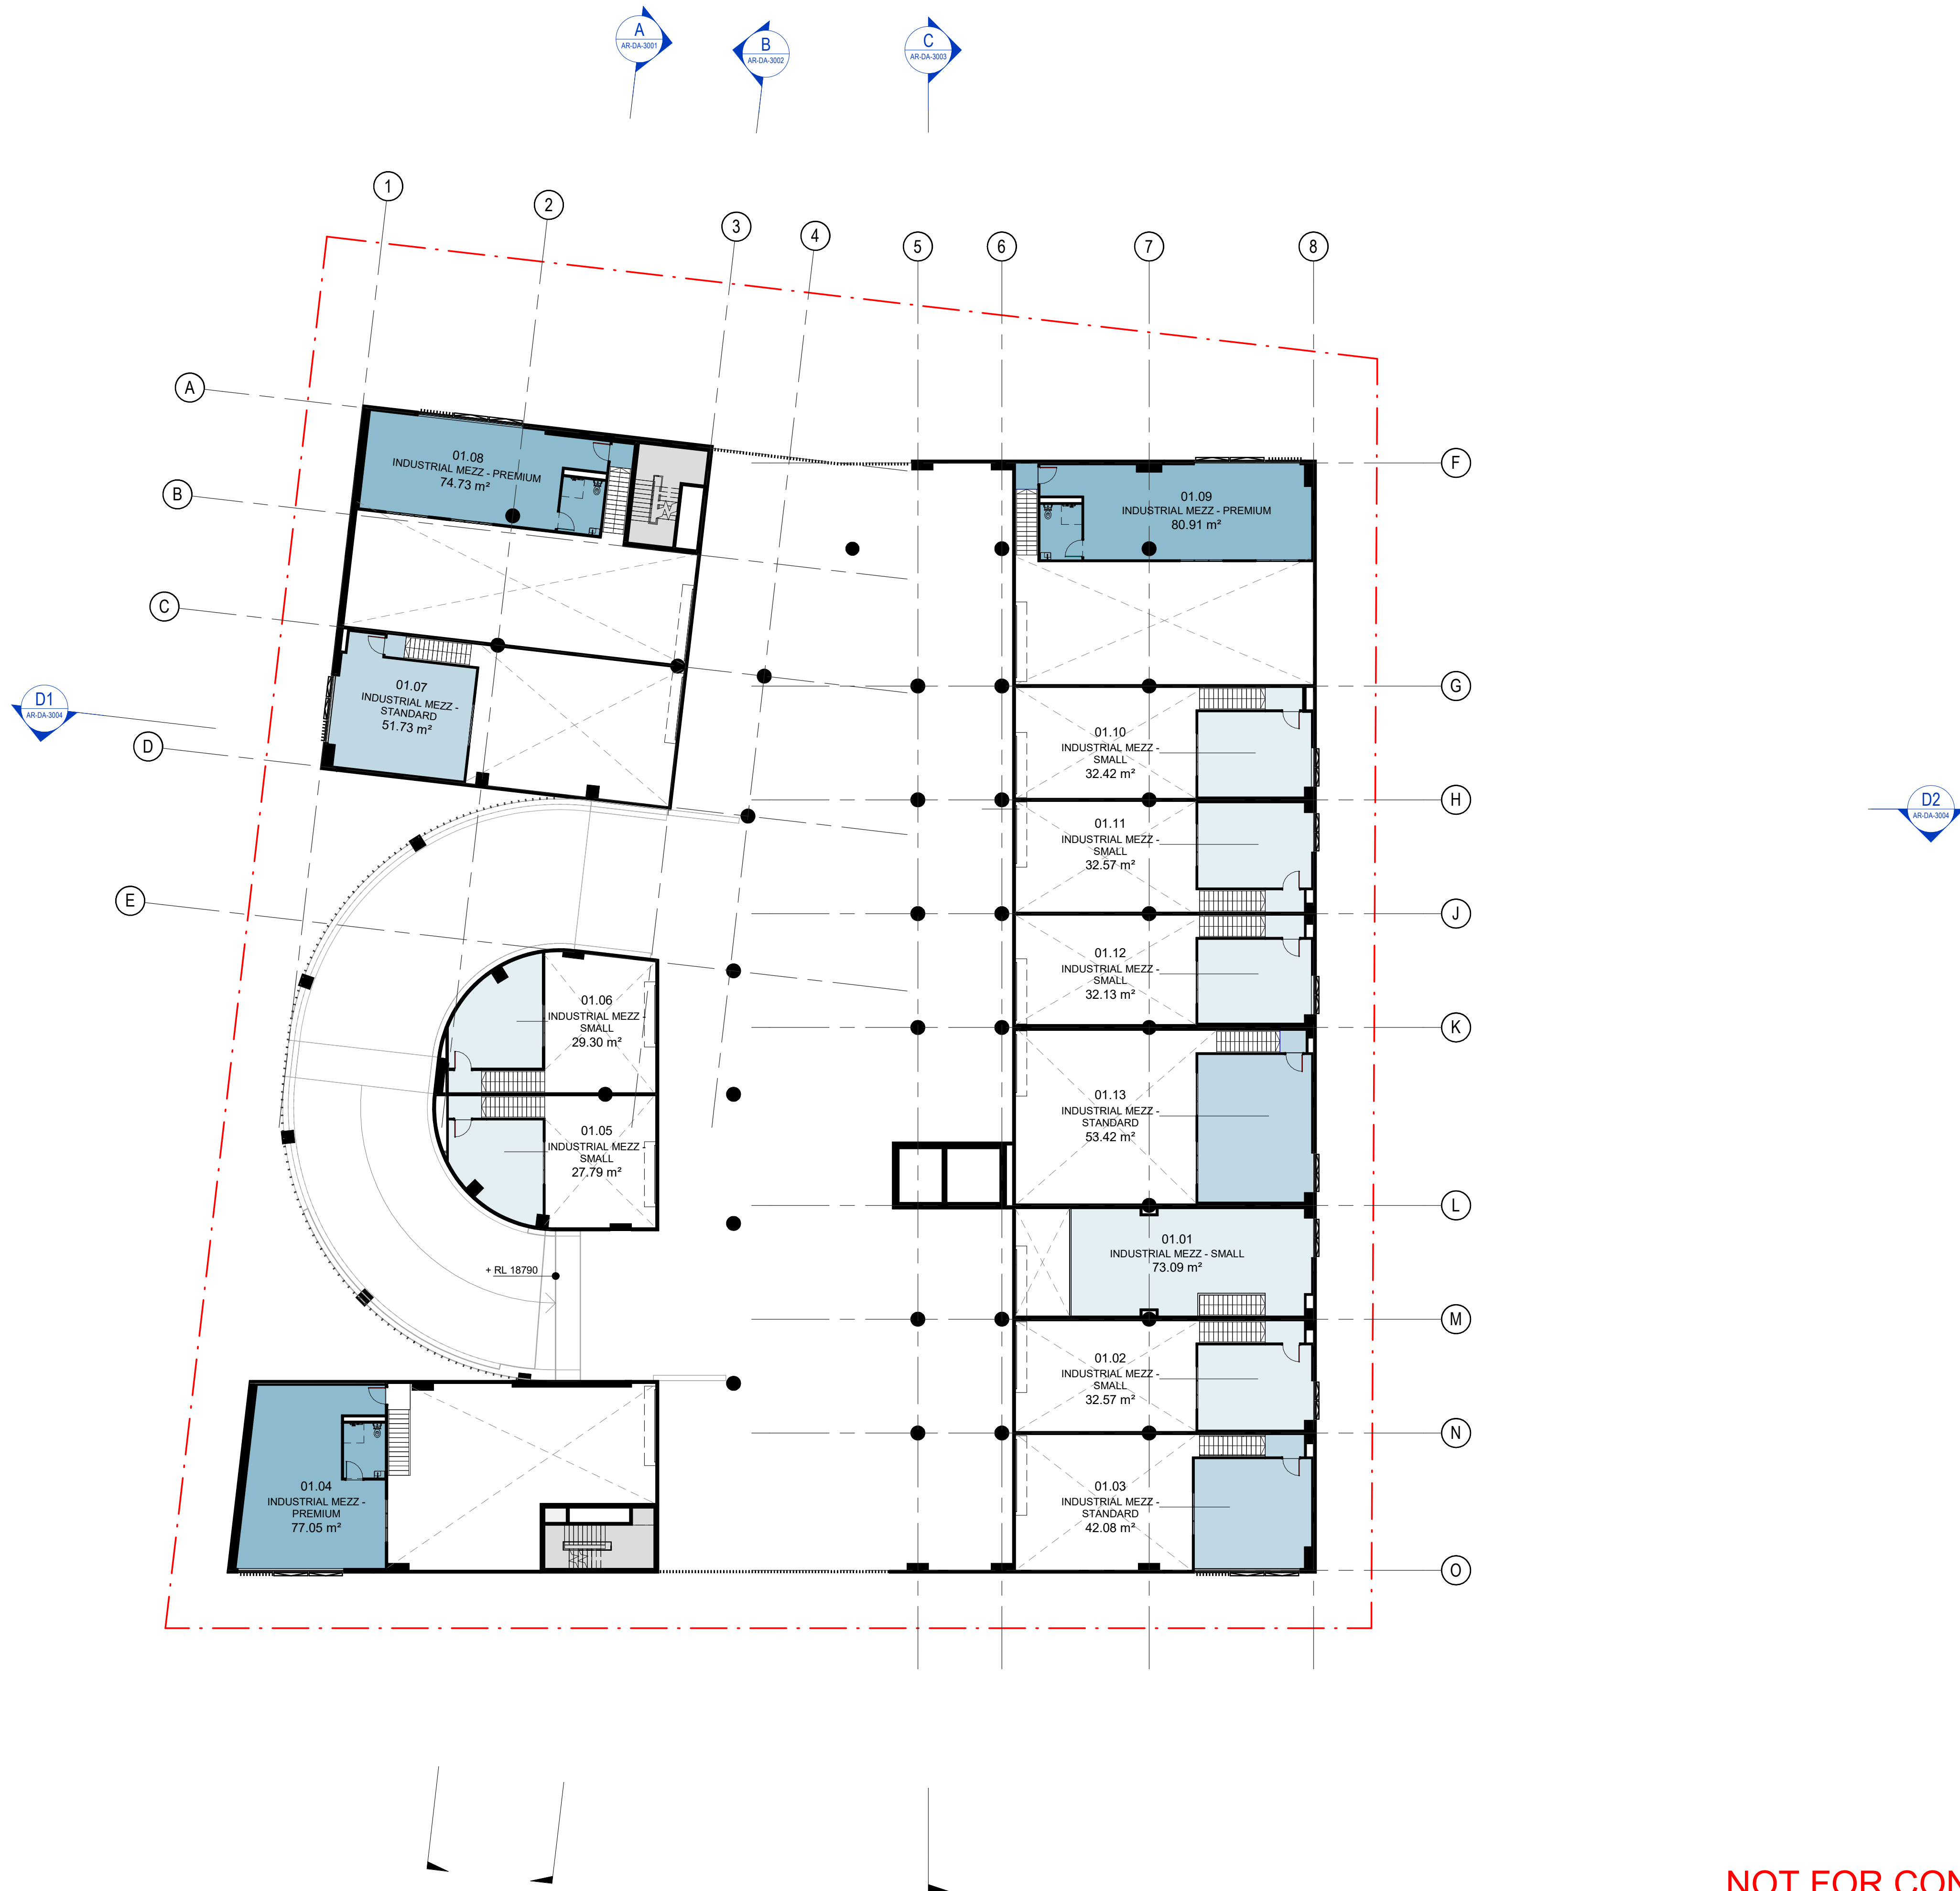 A
AR-DA-3001
B
AR-DA-3002
C
AR-DA-3003
1
2
3
4
5
6
7
8
A
B
C
D
E
F
G
H
J
K
L
M
N
O
D1
AR-DA-3004
D2
AR-DA-3004
01.08
INDUSTRIAL MEZZ - PREMIUM
74.73 m²
01.09
INDUSTRIAL MEZZ - PREMIUM
80.91 m²
01.07
INDUSTRIAL MEZZ -
STANDARD
51.73 m²
01.10
INDUSTRIAL MEZZ -
SMALL
32.42 m²
01.11
INDUSTRIAL MEZZ -
SMALL
32.57 m²
01.12
INDUSTRIAL MEZZ -
SMALL
32.13 m²
01.06
INDUSTRIAL MEZZ -
SMALL
29.30 m²
01.05
INDUSTRIAL MEZZ -
SMALL
27.79 m²
01.13
INDUSTRIAL MEZZ -
STANDARD
53.42 m²
01.01
INDUSTRIAL MEZZ - SMALL
73.09 m²
+ RL 18790
01.02
INDUSTRIAL MEZZ -
SMALL
32.57 m²
01.04
INDUSTRIAL MEZZ -
PREMIUM
77.05 m²
01.03
INDUSTRIAL MEZZ -
STANDARD
42.08 m²
NOT FOR CON